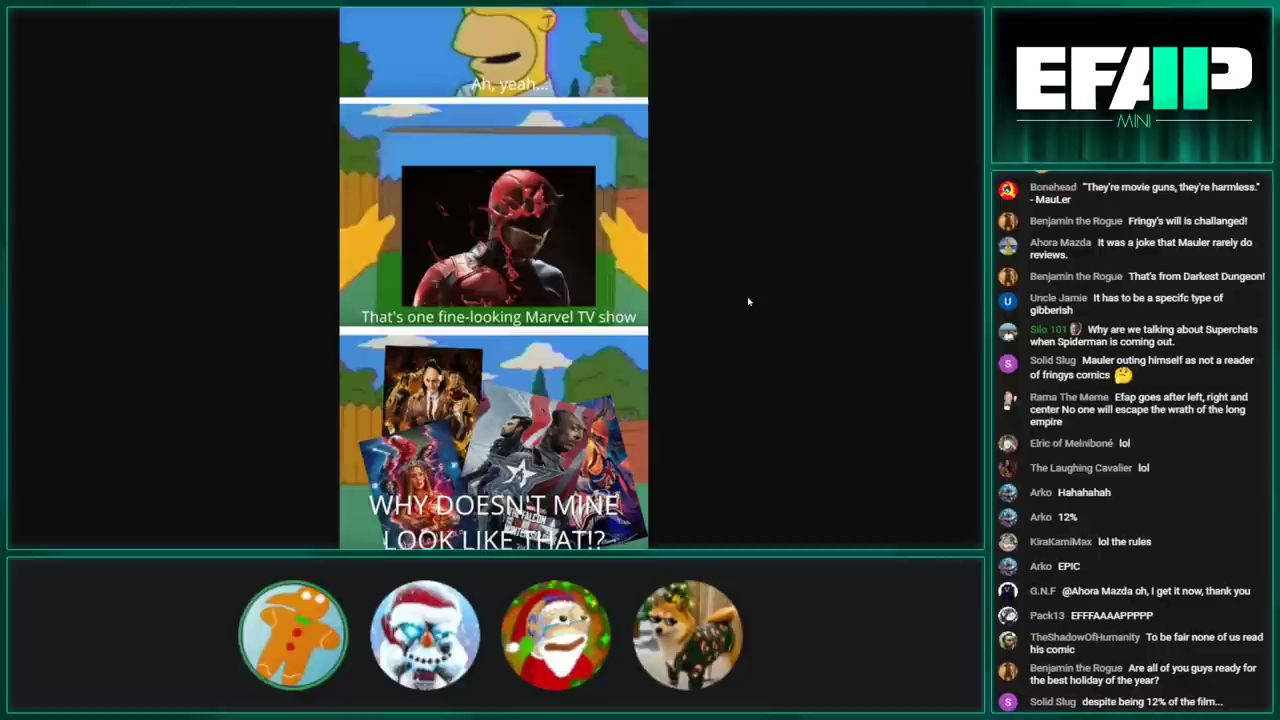 Ah, yeah...
That's one fine-looking Marvel TV show
WHY DOESN'T MINE
LOOK LIKE THAT!?
EFAP
MINI
Bonehead "They're movie guns, they're harmless."
- MauLer
Benjamin the Rogue Fringy's will is challanged!
Ahora Mazda It was a joke that Mauler rarely do
reviews.
Benjamin the Rogue That's from Darkest Dungeon!
Uncle Jamie It has to be a specifc type of
gibberish
Silo 101 Why are we talking about Superchats
when Spiderman is coming out.
Solid Slug Mauler outing himself as not a reader
of fringys comics 🤔
Rama The Meme Efap goes after left, right and
center No one will escape the wrath of the long
empire
Elric of Melniboné lol
The Laughing Cavalier lol
Arko Hahahahah
Arko 12%
KiraKamiMax lol the rules
Arko EPIC
G.N.F @Ahora Mazda oh, I get it now, thank you
Pack13 EFFFAAAAPPPPP
TheShadowOfHumanity To be fair none of us read
his comic
Benjamin the Rogue Are all of you guys ready for
the best holiday of the year?
Solid Slug despite being 12% of the film...